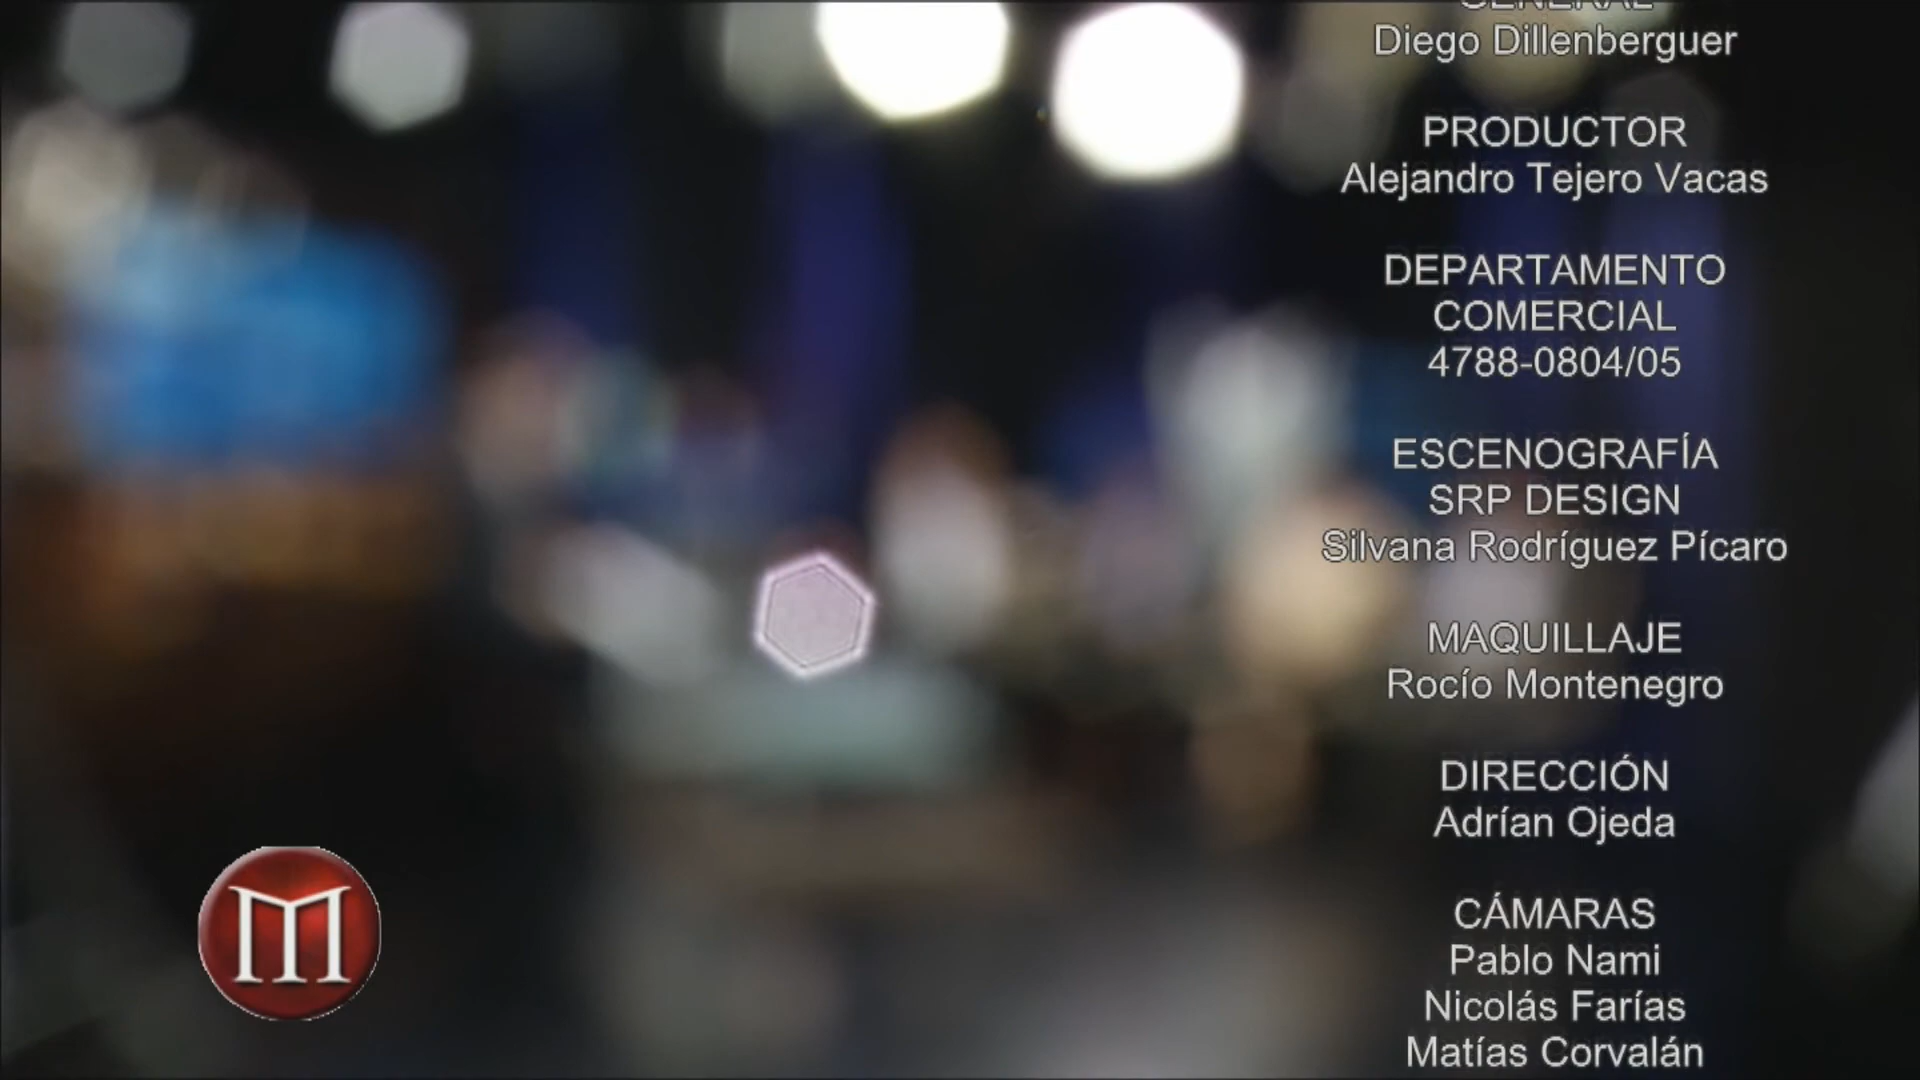 GENERAL
Diego Dillenberguer
PRODUCTOR
Alejandro Tejero Vacas
DEPARTAMENTO
COMERCIAL
4788-0804/05
ESCENOGRAFÍA
SRP DESIGN
Silvana Rodríguez Pícaro
MAQUILLAJE
Rocío Montenegro
DIRECCIÓN
Adrían Ojeda
CÁMARAS
Pablo Nami
Nicolás Farías
Matías Corvalán
M